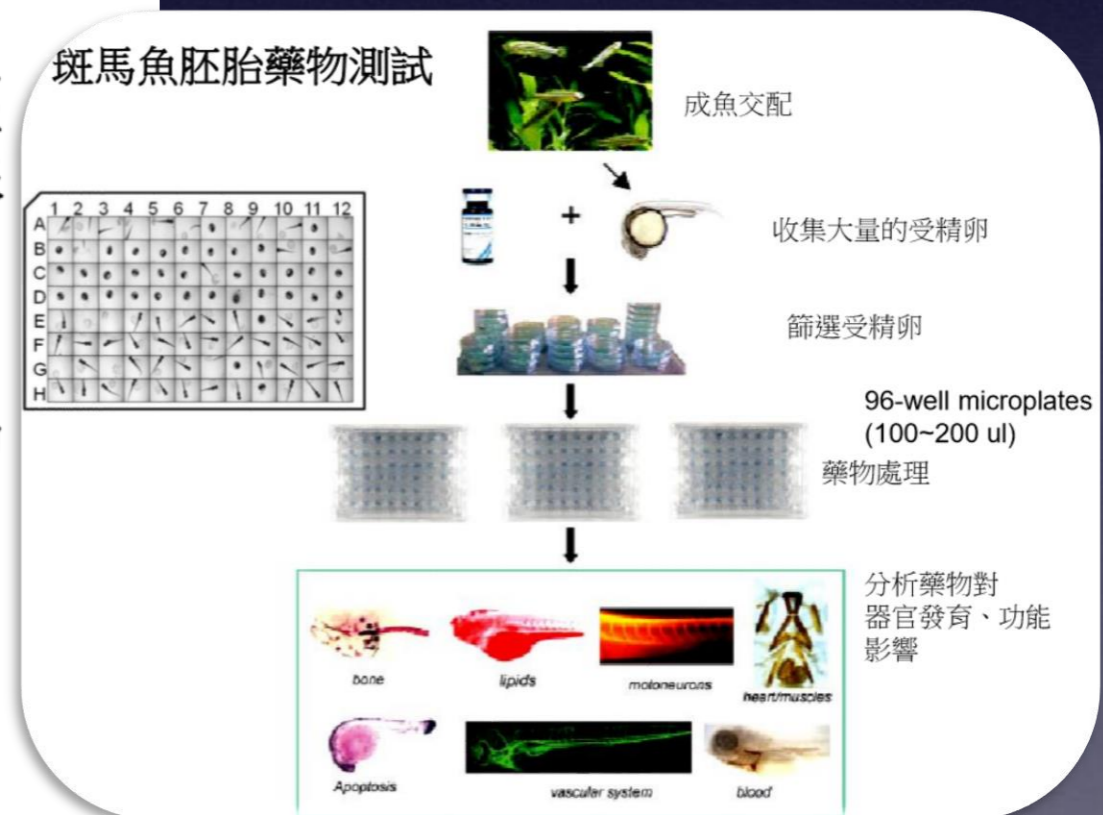 斑馬魚胚胎藥物測試
成魚交配
收集大量的受精卵
1 2 3 4 5 6 7 8 9 10 11 12
A
B
C
D
E
F
G
H
篩選受精卵
96-well microplates
(100~200 ul)
藥物處理
分析藥物對
器官發育、功能
影響
bone
lipids
motoneurons
heart/muscles
Apoptosis
vascular system
blood